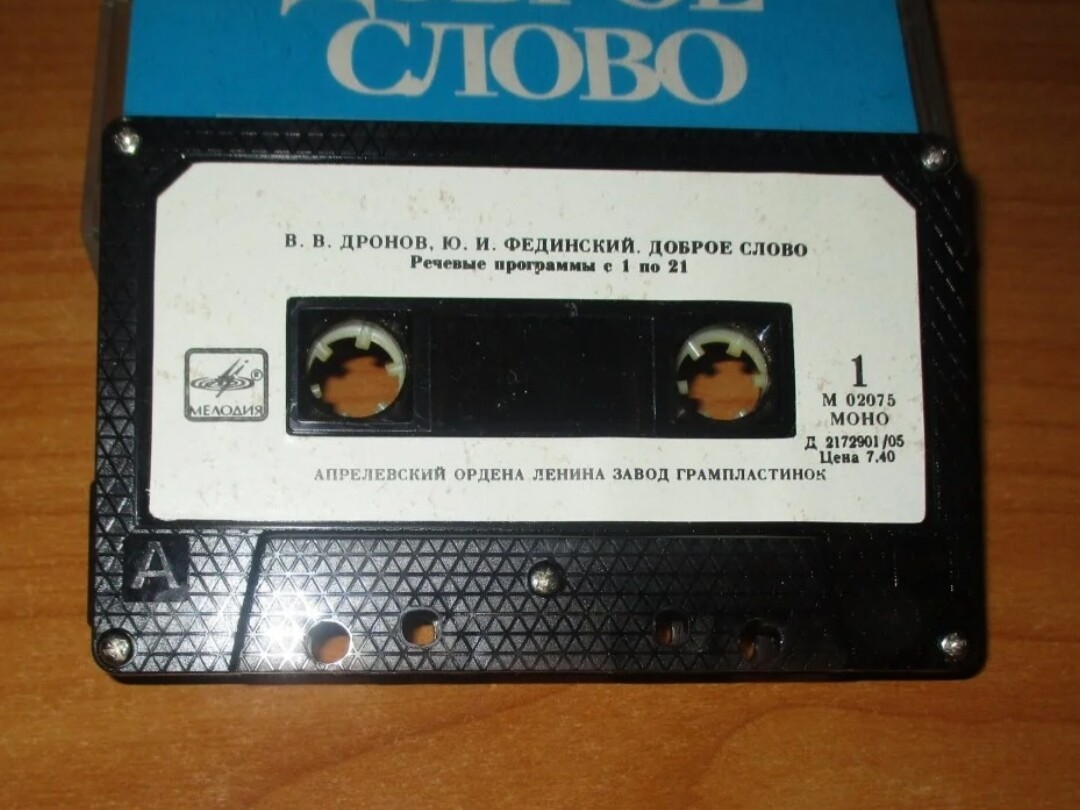 ДОБРОЕ
СЛОВО
В. В. ДРОНОВ, Ю. И. ФЕДИНСКИЙ. ДОБРОЕ СЛОВО
Речевые программы с 1 по 21
МЕЛОДИЯ
1
М 02075
МОНО
Д 2172901/05
Цена 7.40
АПРЕЛЕВСКИЙ ОРДЕНА ЛЕНИНА ЗАВОД ГРАМПЛАСТИНОК
A